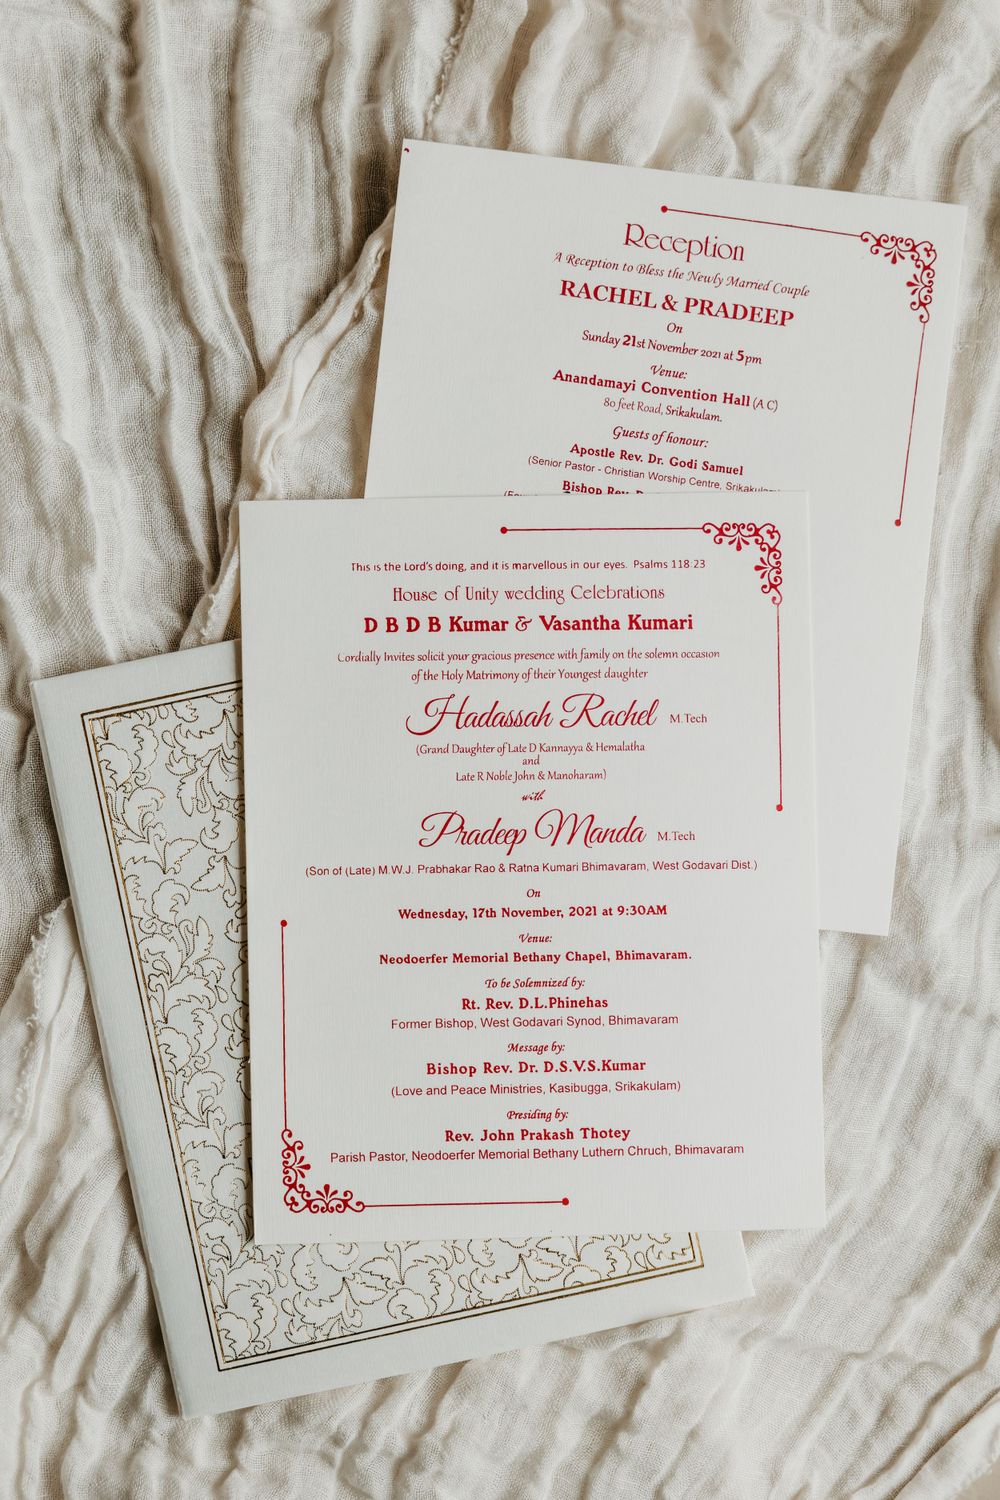 Reception
A Reception to Bless the Newly Married Couple
RACHEL & PRADEEP
On
Sunday 21st November 2021 at 5pm
Venue:
Anandamayi Convention Hall (A C)
80 feet Road, Srikakulam.
Guests of honour:
Apostle Rev. Dr. Godi Samuel
(Senior Pastor - Christian Worship Centre, Srikakulam
Bishop Rev.
This is the Lord's doing, and it is marvellous in our eyes. Psalms 118:23
House of Unity wedding Celebrations
D B D B Kumar & Vasantha Kumari
Cordially Invites solicit your gracious presence with family on the solemn occasion
of the Holy Matrimony of their Youngest daughter
Hadassah Rachel M.Tech
(Grand Daughter of Late D Kannayya & Hemalatha
and
Late R Noble John & Manoharam)
with
Pradeep Manda M.Tech
(Son of (Late) M.W.J. Prabhakar Rao & Ratna Kumari Bhimavaram, West Godavari Dist.)
On
Wednesday, 17th November, 2021 at 9:30AM
Venue:
Neodoerfer Memorial Bethany Chapel, Bhimavaram.
To be Solemnized by:
Rt. Rev. D.L.Phinehas
Former Bishop, West Godavari Synod, Bhimavaram
Message by:
Bishop Rev. Dr. D.S.V.S.Kumar
(Love and Peace Ministries, Kasibugga, Srikakulam)
Presiding by:
Rev. John Prakash Thotey
Parish Pastor, Neodoerfer Memorial Bethany Luthern Chruch, Bhimavaram